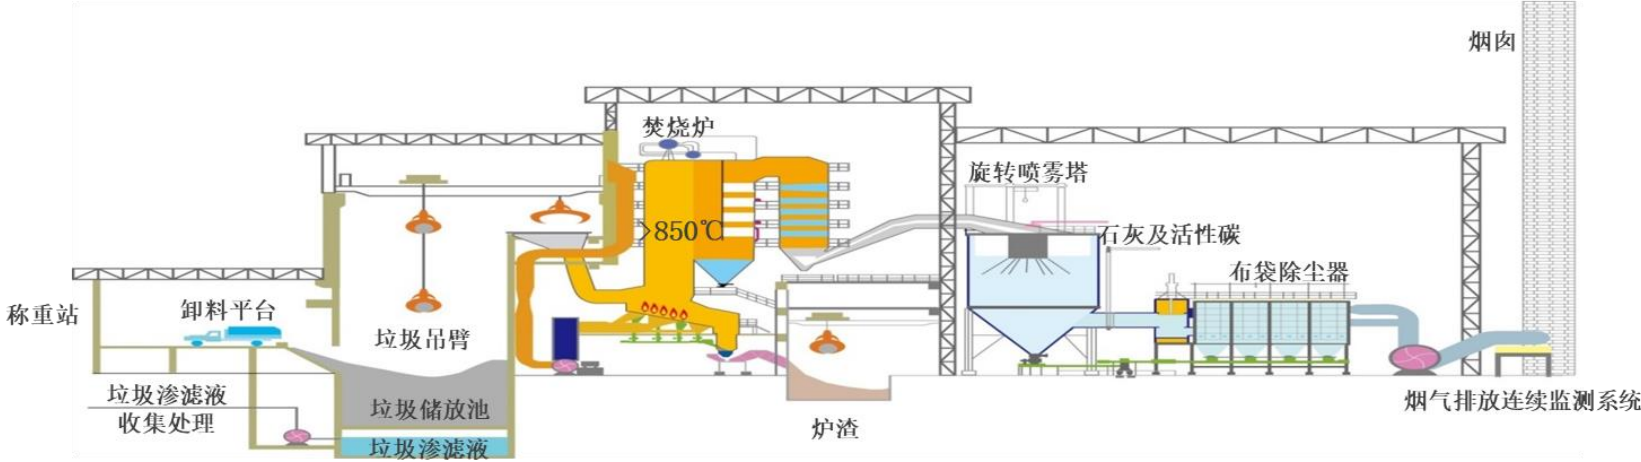 烟囱
焚烧炉
旋转喷雾塔
>850℃
石灰及活性碳
布袋除尘器
称重站
卸料平台
垃圾吊臂
垃圾渗滤液
收集处理
垃圾储放池
垃圾渗滤液
炉渣
烟气排放连续监测系统